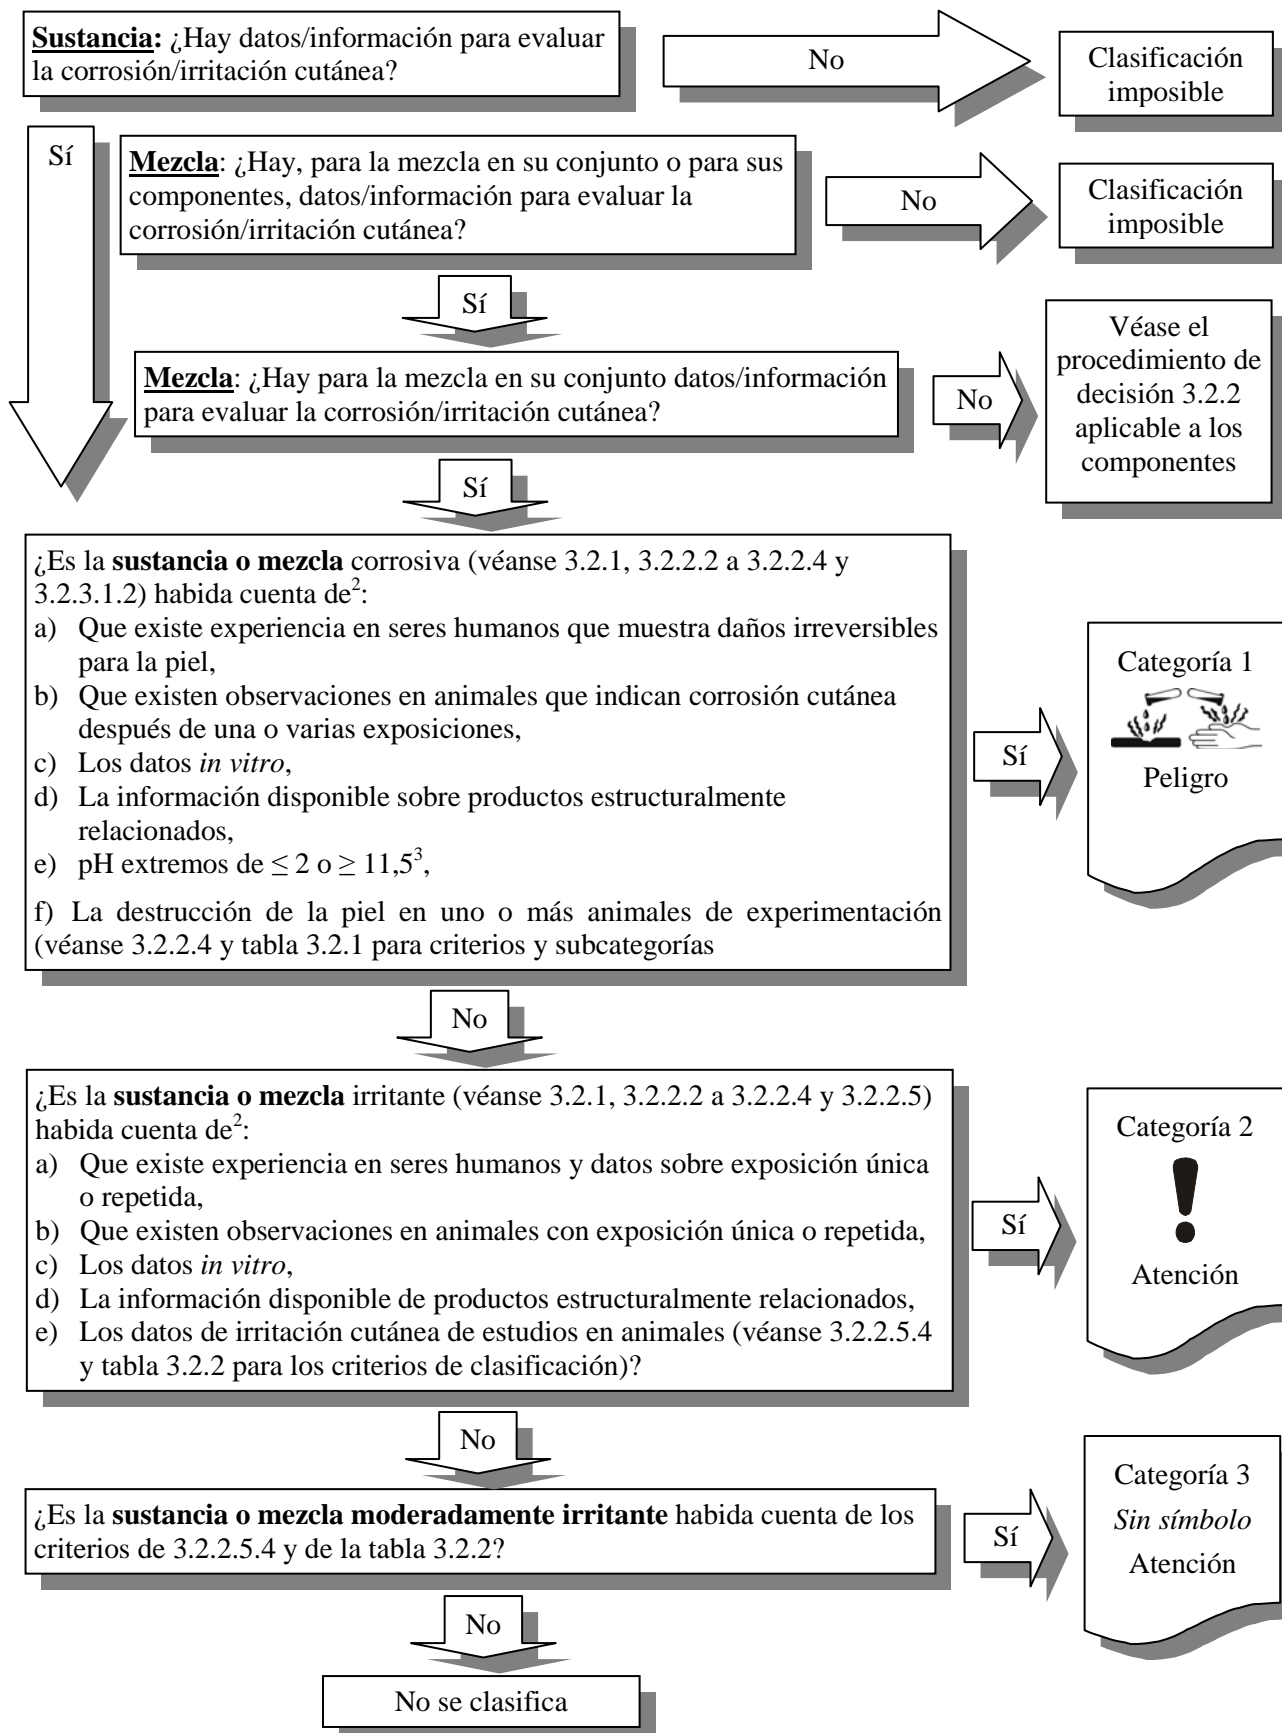 Sustancia: ¿Hay datos/información para evaluar
la corrosión/irritación cutánea?
No
Clasificación
imposible
Sí
Mezcla: ¿Hay, para la mezcla en su conjunto o para sus
componentes, datos/información para evaluar la
corrosión/irritación cutánea?
No
Clasificación
imposible
Sí
Mezcla: ¿Hay para la mezcla en su conjunto datos/información
para evaluar la corrosión/irritación cutánea?
No
Véase el
procedimiento de
decisión 3.2.2
aplicable a los
componentes
Sí
¿Es la sustancia o mezcla corrosiva (véanse 3.2.1, 3.2.2.2 a 3.2.2.4 y
3.2.3.1.2) habida cuenta de²:
a) Que existe experiencia en seres humanos que muestra daños irreversibles
para la piel,
b) Que existen observaciones en animales que indican corrosión cutánea
después de una o varias exposiciones,
c) Los datos in vitro,
d) La información disponible sobre productos estructuralmente
relacionados,
e) pH extremos de ≤ 2 o ≥ 11,5³,
f) La destrucción de la piel en uno o más animales de experimentación
(véanse 3.2.2.4 y tabla 3.2.1 para criterios y subcategorías
Sí
Categoría 1
Peligro
No
¿Es la sustancia o mezcla irritante (véanse 3.2.1, 3.2.2.2 a 3.2.2.4 y 3.2.2.5)
habida cuenta de²:
a) Que existe experiencia en seres humanos y datos sobre exposición única
o repetida,
b) Que existen observaciones en animales con exposición única o repetida,
c) Los datos in vitro,
d) La información disponible de productos estructuralmente relacionados,
e) Los datos de irritación cutánea de estudios en animales (véanse 3.2.2.5.4
y tabla 3.2.2 para los criterios de clasificación)?
Sí
Categoría 2
Atención
No
¿Es la sustancia o mezcla moderadamente irritante habida cuenta de los
criterios de 3.2.2.5.4 y de la tabla 3.2.2?
Sí
Categoría 3
Sin símbolo
Atención
No
No se clasifica